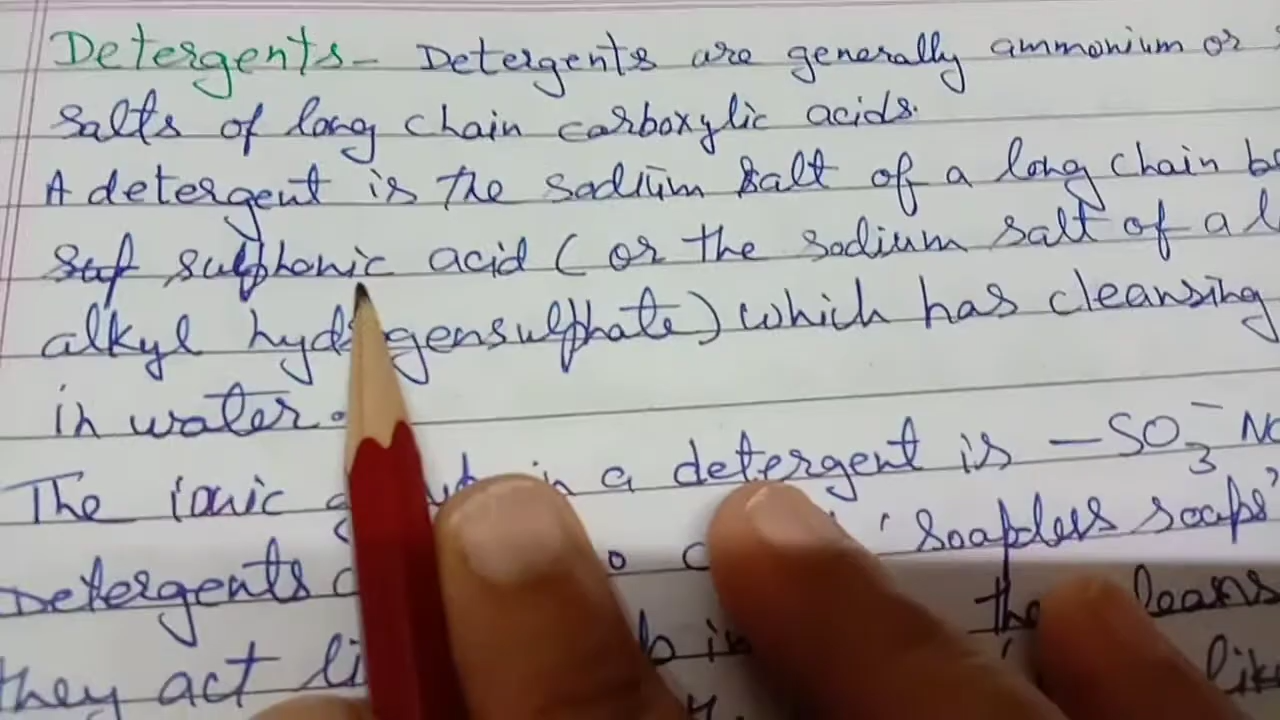 Detergents - Detergents are generally ammonium or
salts of long chain carboxylic acids.
A detergent is the sodium salt of a long chain
sulphonic acid (or the sodium salt of a
alkyl hydrogensulphate) which has cleansing
in water.
The ionic in a detergent is - SO₃⁻
Detergents 'soapless soaps'
they act